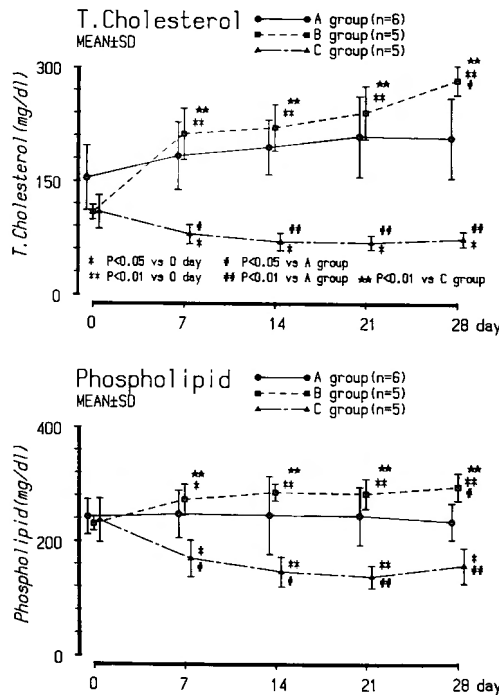 T.Cholesterol
MEAN±SD
A group(n=6)
B group(n=5)
C group(n=5)
T.Cholesterol(mg/dl)
300
150
0
★★
‡‡
★★
‡‡
★★
‡‡
★★
‡‡
#
#
‡
##
‡
##
‡
##
‡
‡ P<0.05 vs 0 day # P<0.05 vs A group
‡‡ P<0.01 vs 0 day ## P<0.01 vs A group ★★ P<0.01 vs C group
0 7 14 21 28 day
Phospholipid
MEAN±SD
A group(n=6)
B group(n=5)
C group(n=5)
Phospholipid(mg/dl)
400
200
0
★★
‡
★★
‡‡
★★
‡‡
★★
‡‡
#
‡
#
‡‡
#
‡‡
##
‡
##
0 7 14 21 28 day